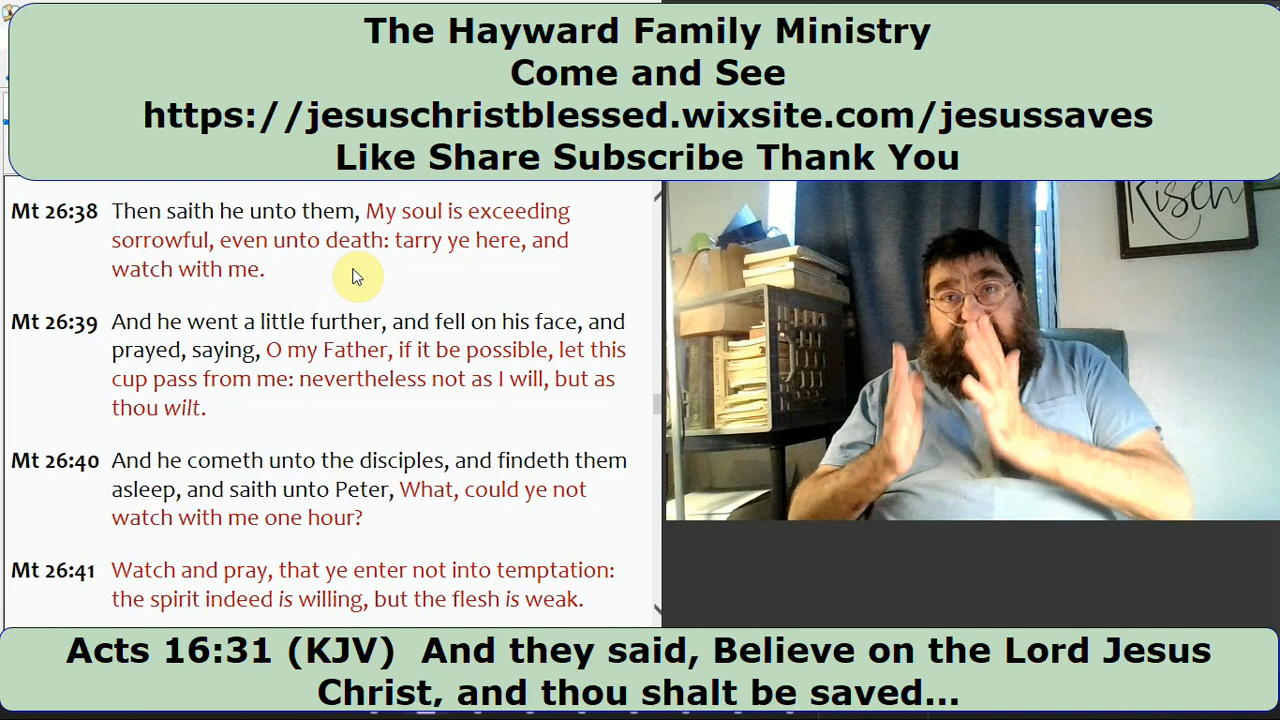 The Hayward Family Ministry
Come and See
https://jesuschristblessed.wixsite.com/jesussaves
Like Share Subscribe Thank You
Mt 26:38 Then saith he unto them, My soul is exceeding
sorrowful, even unto death: tarry ye here, and
watch with me.
Mt 26:39 And he went a little further, and fell on his face, and
prayed, saying, O my Father, if it be possible, let this
cup pass from me: nevertheless not as I will, but as
thou wilt.
Mt 26:40 And he cometh unto the disciples, and findeth them
asleep, and saith unto Peter, What, could ye not
watch with me one hour?
Mt 26:41 Watch and pray, that ye enter not into temptation:
the spirit indeed is willing, but the flesh is weak.
Risen
Acts 16:31 (KJV) And they said, Believe on the Lord Jesus
Christ, and thou shalt be saved...